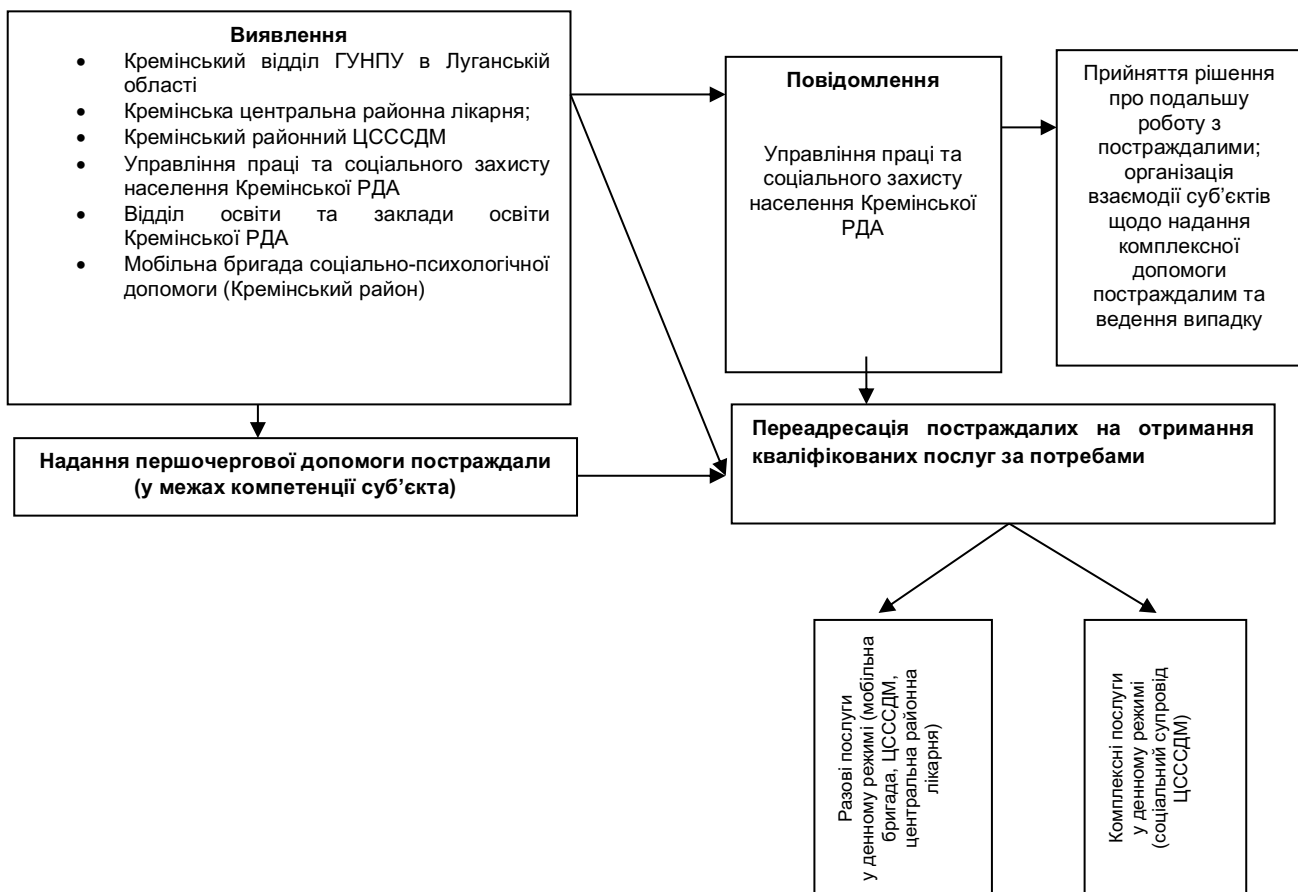 Виявлення
• Кремінський відділ ГУНПУ в Луганській
області
• Кремінська центральна районна лікарня;
• Кремінський районний ЦСССДМ
• Управління праці та соціального захисту
населення Кремінської РДА
• Відділ освіти та заклади освіти
Кремінської РДА
• Мобільна бригада соціально-психологічної
допомоги (Кремінський район)
Повідомлення
Управління праці та
соціального захисту
населення Кремінської
РДА
Прийняття рішення
про подальшу
роботу з
постраждалими;
організація
взаємодії суб’єктів
щодо надання
комплексної
допомоги
постраждалим та
ведення випадку
Надання першочергової допомоги постраждали
(у межах компетенції суб’єкта)
Переадресація постраждалих на отримання
кваліфікованих послуг за потребами
Разові послуги
у денному режимі (мобільна
бригада, ЦСССДМ,
центральна районна
лікарня)
Комплексні послуги
у денному режимі
(соціальний супровід
ЦСССДМ)